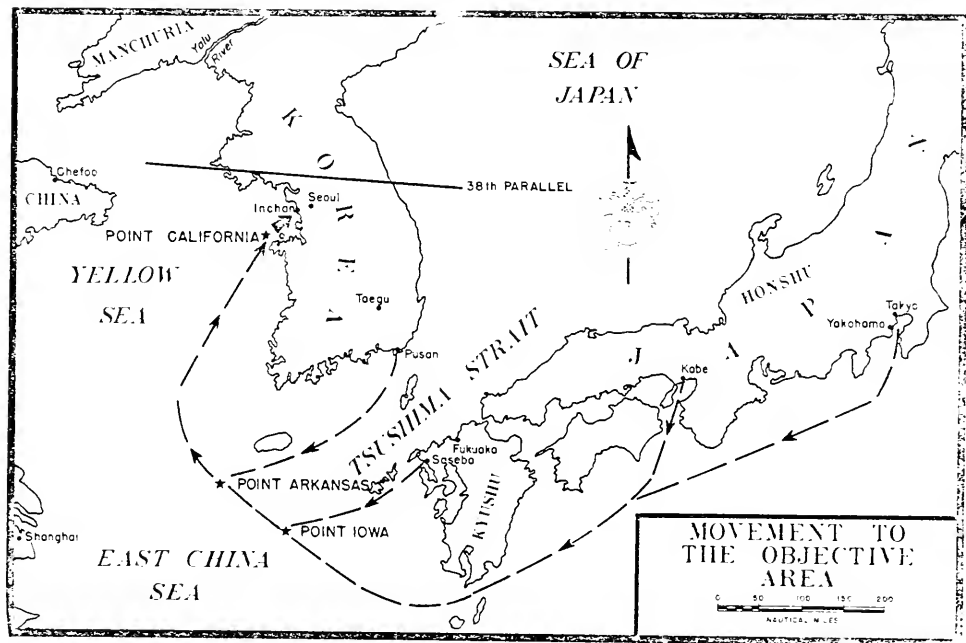 MANCHURIA
Yalu
River
SEA OF
JAPAN
KOREA
38th PARALLEL
Chefoo
CHINA
Seoul
Inchon
POINT CALIFORNIA
YELLOW
SEA
Taegu
Pusan
TSUSHIMA STRAIT
JAPAN
HONSHU
Tokyo
Yokohama
Kobe
Fukuoka
Sasebo
KYUSHU
POINT ARKANSAS
POINT IOWA
Shanghai
EAST CHINA
SEA
MOVEMENT TO
THE OBJECTIVE
AREA
0 50 100 150 200
NAUTICAL MILES